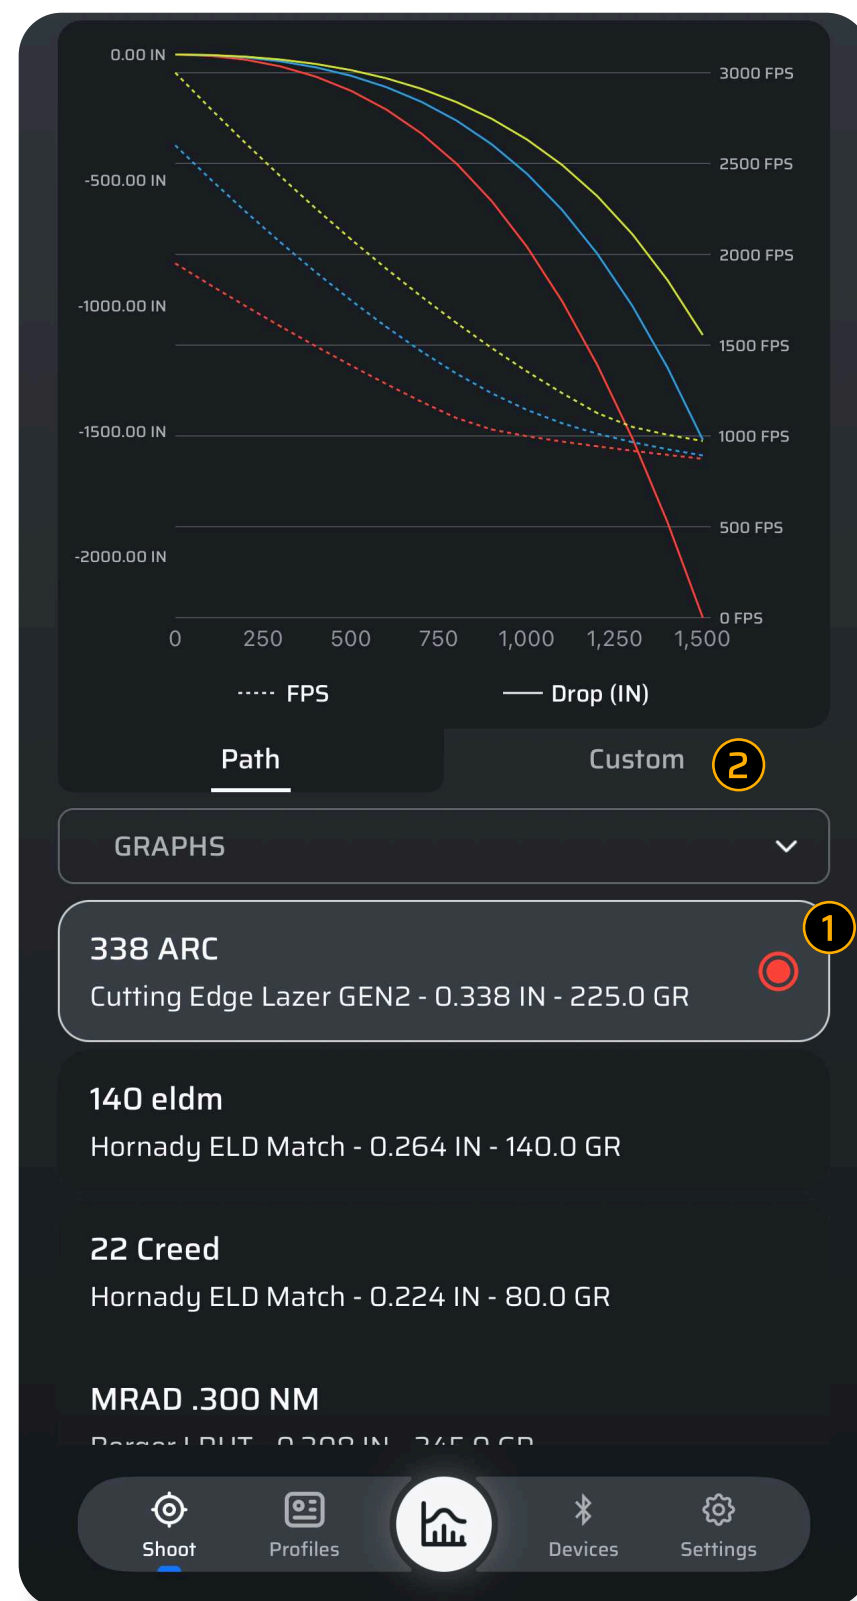 0.00 IN
-500.00 IN
-1000.00 IN
-1500.00 IN
-2000.00 IN
3000 FPS
2500 FPS
2000 FPS
1500 FPS
1000 FPS
500 FPS
0 FPS
0 250 500 750 1,000 1,250 1,500
FPS Drop (IN)
Path Custom 2
GRAPHS
1
338 ARC
Cutting Edge Lazer GEN2 - 0.338 IN - 225.0 GR
140 eldm
Hornady ELD Match - 0.264 IN - 140.0 GR
22 Creed
Hornady ELD Match - 0.224 IN - 80.0 GR
MRAD .300 NM
Shoot Profiles Devices Settings